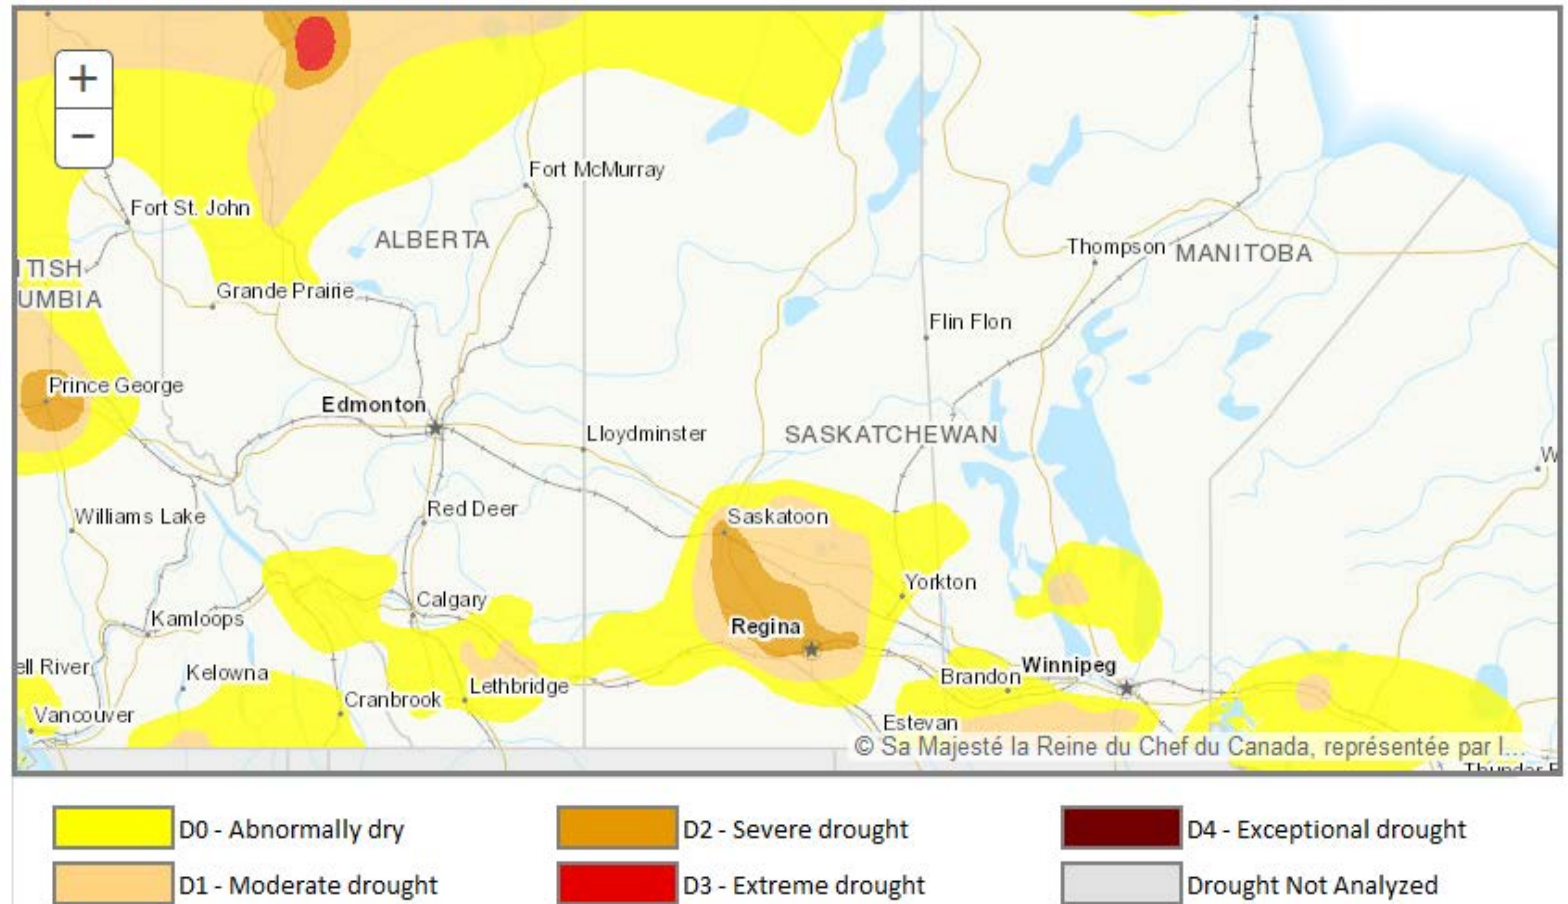 +
−
Fort McMurray
Fort St. John
ALBERTA
Thompson
MANITOBA
ITISH
UMBIA
Grande Prairie
Flin Flon
Prince George
Edmonton
Lloydminster
SASKATCHEWAN
W
Williams Lake
Red Deer
Saskatoon
Calgary
Yorkton
Kamloops
Regina
ell River
Kelowna
Winnipeg
Brandon
Lethbridge
Cranbrook
Vancouver
Estevan
© Sa Majesté la Reine du Chef du Canada, représentée par l...
Thunder
D0 - Abnormally dry
D2 - Severe drought
D4 - Exceptional drought
D1 - Moderate drought
D3 - Extreme drought
Drought Not Analyzed